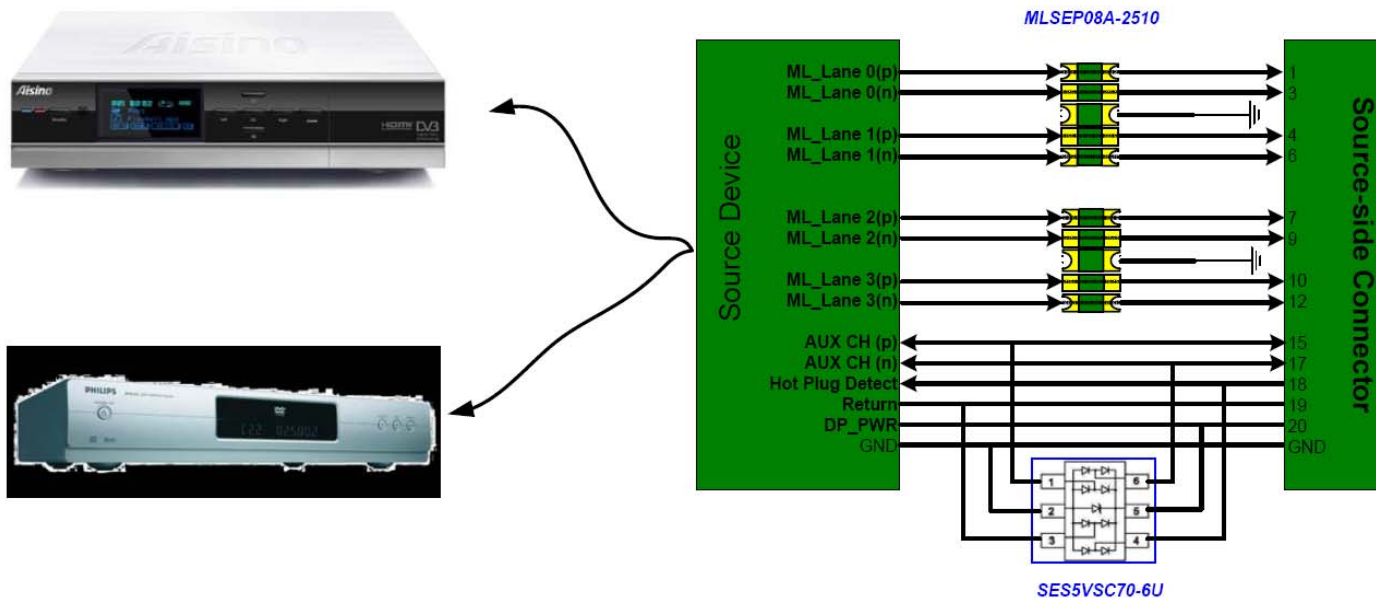 MLSEP08A-2510
Aisino
Aisino
HDMI DVB
PHILIPS
Source Device
ML_Lane 0(p)
ML_Lane 0(n)
ML_Lane 1(p)
ML_Lane 1(n)
ML_Lane 2(p)
ML_Lane 2(n)
ML_Lane 3(p)
ML_Lane 3(n)
AUX CH (p)
AUX CH (n)
Hot Plug Detect
Return
DP_PWR
GND
1
3
4
6
7
9
10
12
15
17
18
19
20
GND
Source-side Connector
1
2
3
6
5
4
SES5VSC70-6U